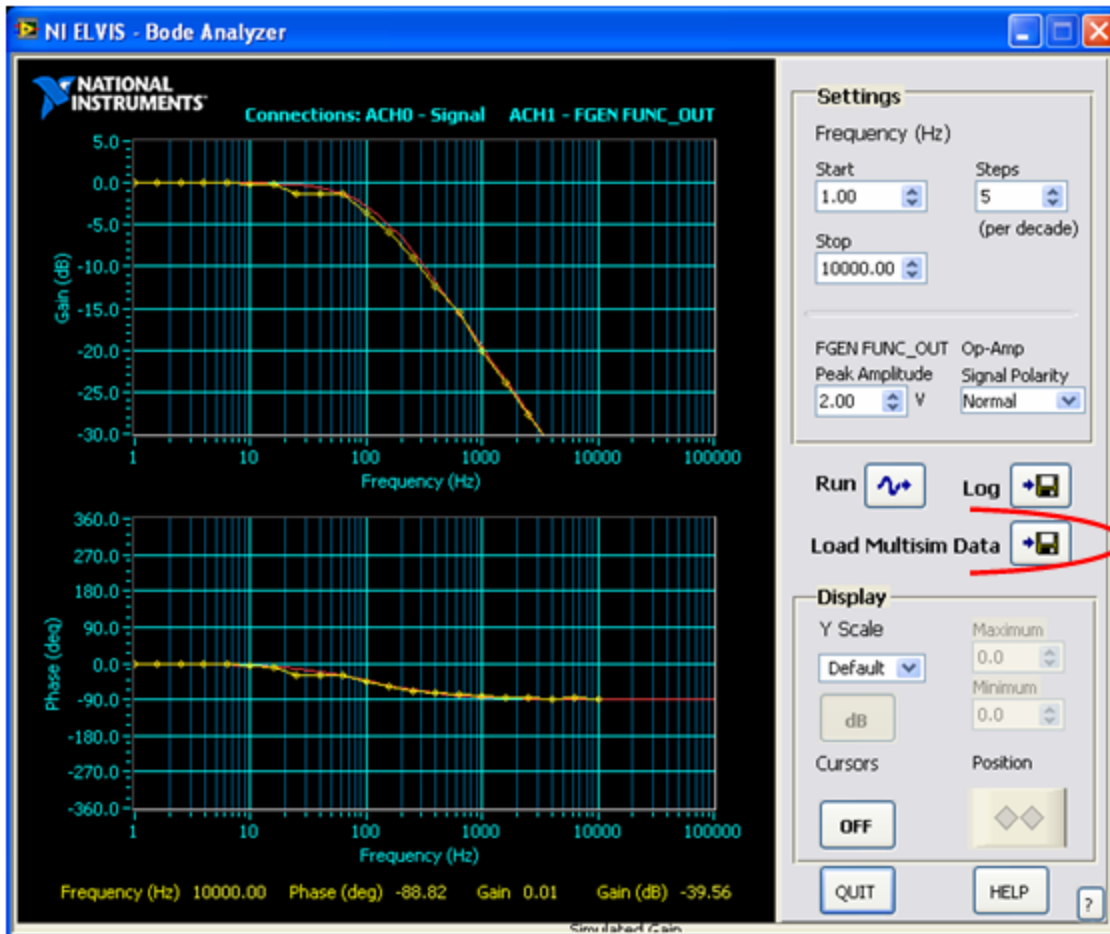 NI ELVIS - Bode Analyzer
NATIONAL
INSTRUMENTS
Connections: ACH0 - Signal ACH1 - FGEN FUNC_OUT
5.0
0.0
-5.0
-10.0
-15.0
-20.0
-25.0
-30.0
Gain (dB)
1 10 100 1000 10000 100000
Frequency (Hz)
360.0
270.0
180.0
90.0
0.0
-90.0
-180.0
-270.0
-360.0
Phase (deg)
1 10 100 1000 10000 100000
Frequency (Hz)
Frequency (Hz) 10000.00 Phase (deg) -88.82 Gain 0.01 Gain (dB) -39.56
Settings
Frequency (Hz)
Start Steps
1.00 5
(per decade)
Stop
10000.00
FGEN FUNC_OUT Op-Amp
Peak Amplitude Signal Polarity
2.00 V Normal
Run Log
Load Multisim Data
Display
Y Scale Maximum
Default 0.0
Minimum
dB 0.0
Cursors Position
OFF
QUIT HELP ?
Simulated Gain